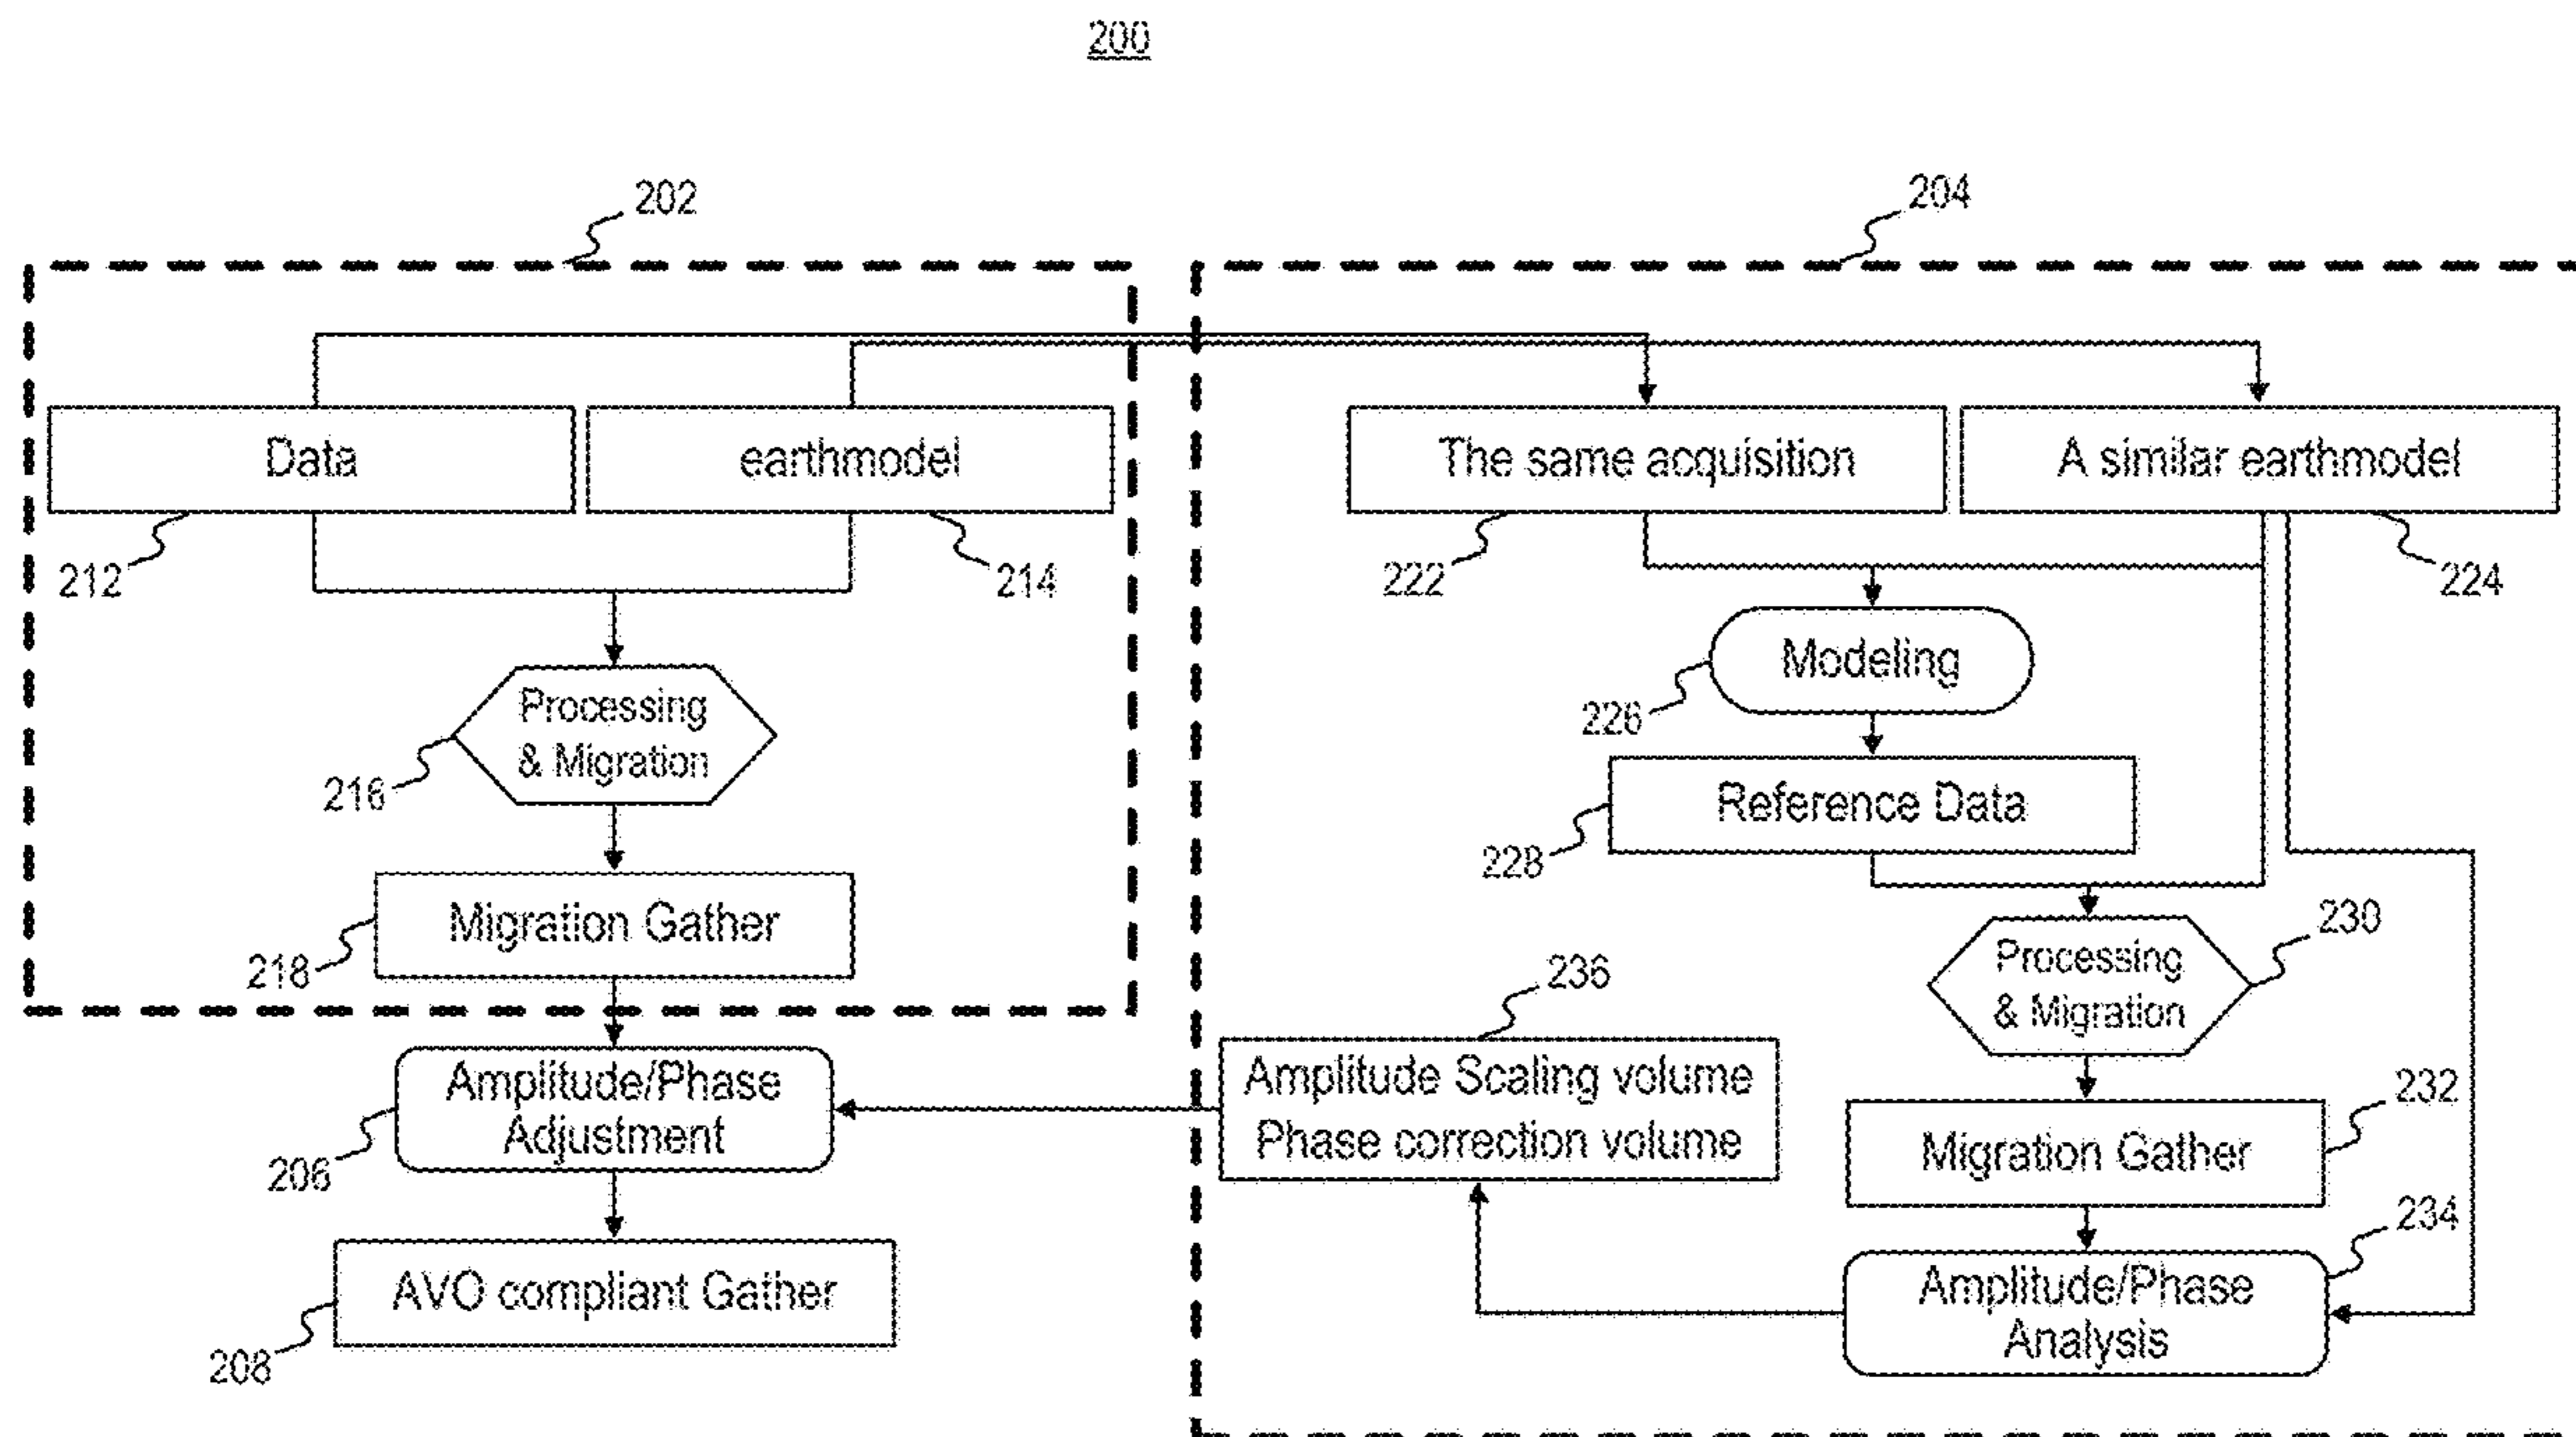 200
202
204
Data
earthmodel
The same acquisition
A similar earthmodel
212
214
222
224
Processing
& Migration
216
Modeling
226
Reference Data
228
Migration Gather
218
Processing
& Migration
230
236
Amplitude/Phase
Adjustment
206
Amplitude Scaling volume
Phase correction volume
232
Migration Gather
234
AVO compliant Gather
208
Amplitude/Phase
Analysis